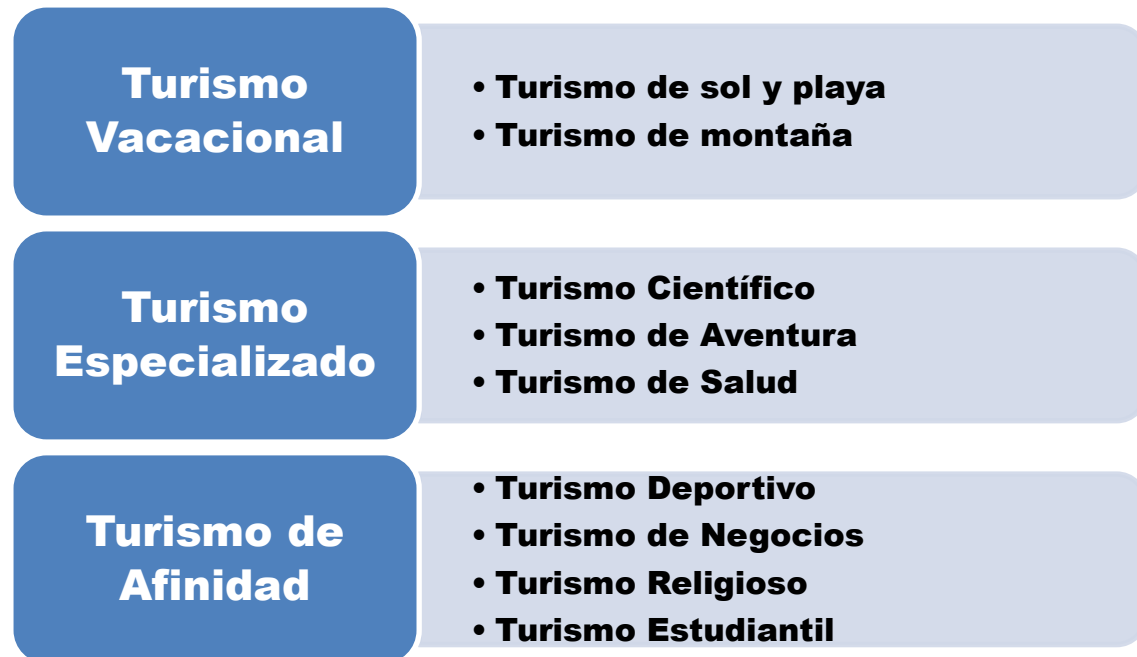 Turismo
Vacacional
• Turismo de sol y playa
• Turismo de montaña
Turismo
Especializado
• Turismo Científico
• Turismo de Aventura
• Turismo de Salud
Turismo de
Afinidad
• Turismo Deportivo
• Turismo de Negocios
• Turismo Religioso
• Turismo Estudiantil